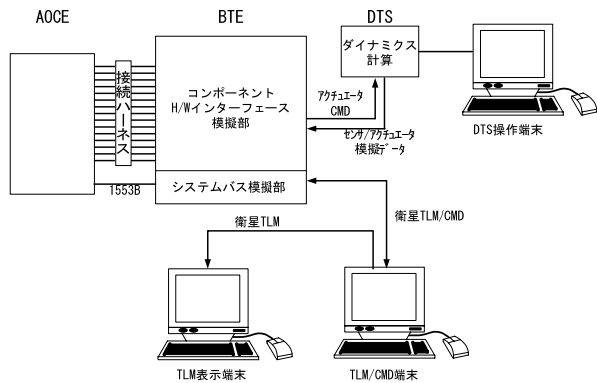 AOCE
BTE
DTS
接続ハーネス
コンポーネント
H/Wインターフェース
模擬部
ダイナミクス
計算
アクチュエータ
CMD
センサ/アクチュエータ
模擬データ
DTS操作端末
1553B
システムバス模擬部
衛星TLM
衛星TLM/CMD
TLM表示端末
TLM/CMD端末